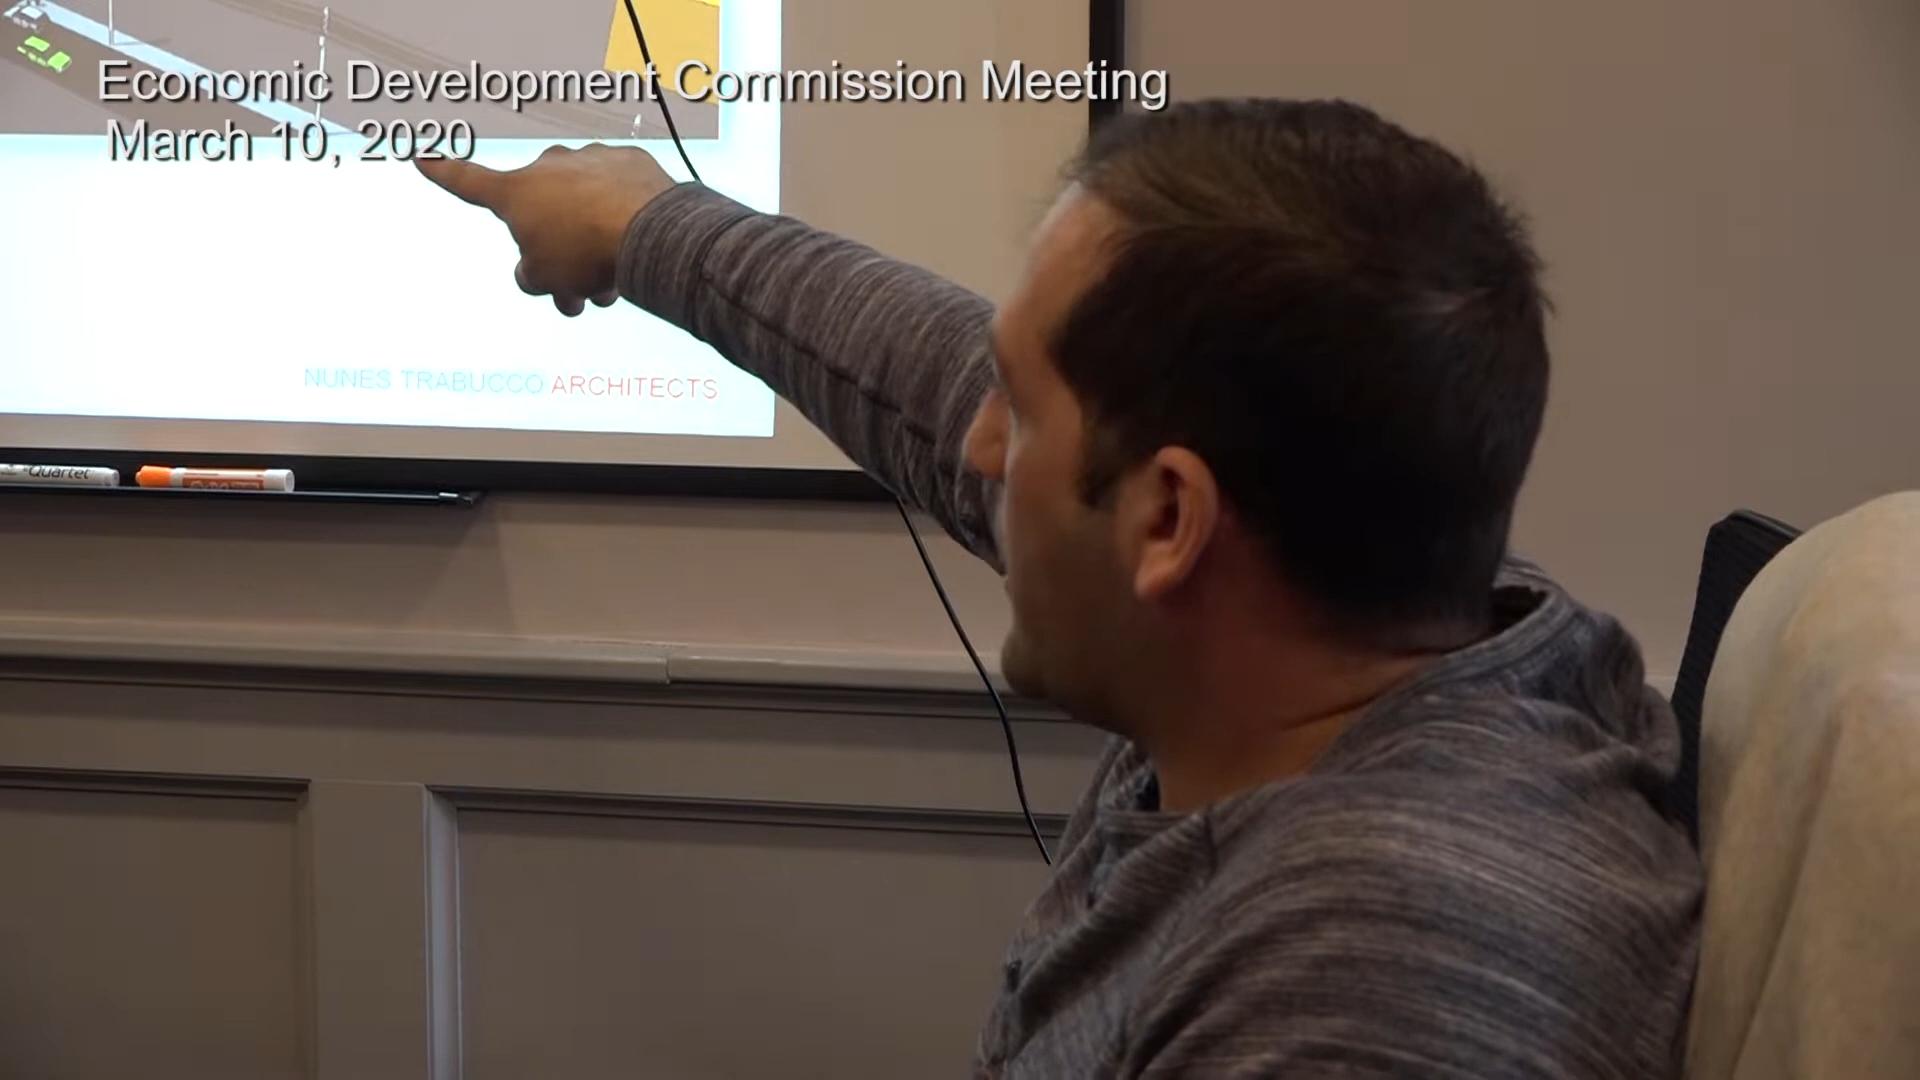 Economic Development Commission Meeting
March 10, 2020
NUNES TRABUCCO ARCHITECTS
Quartet